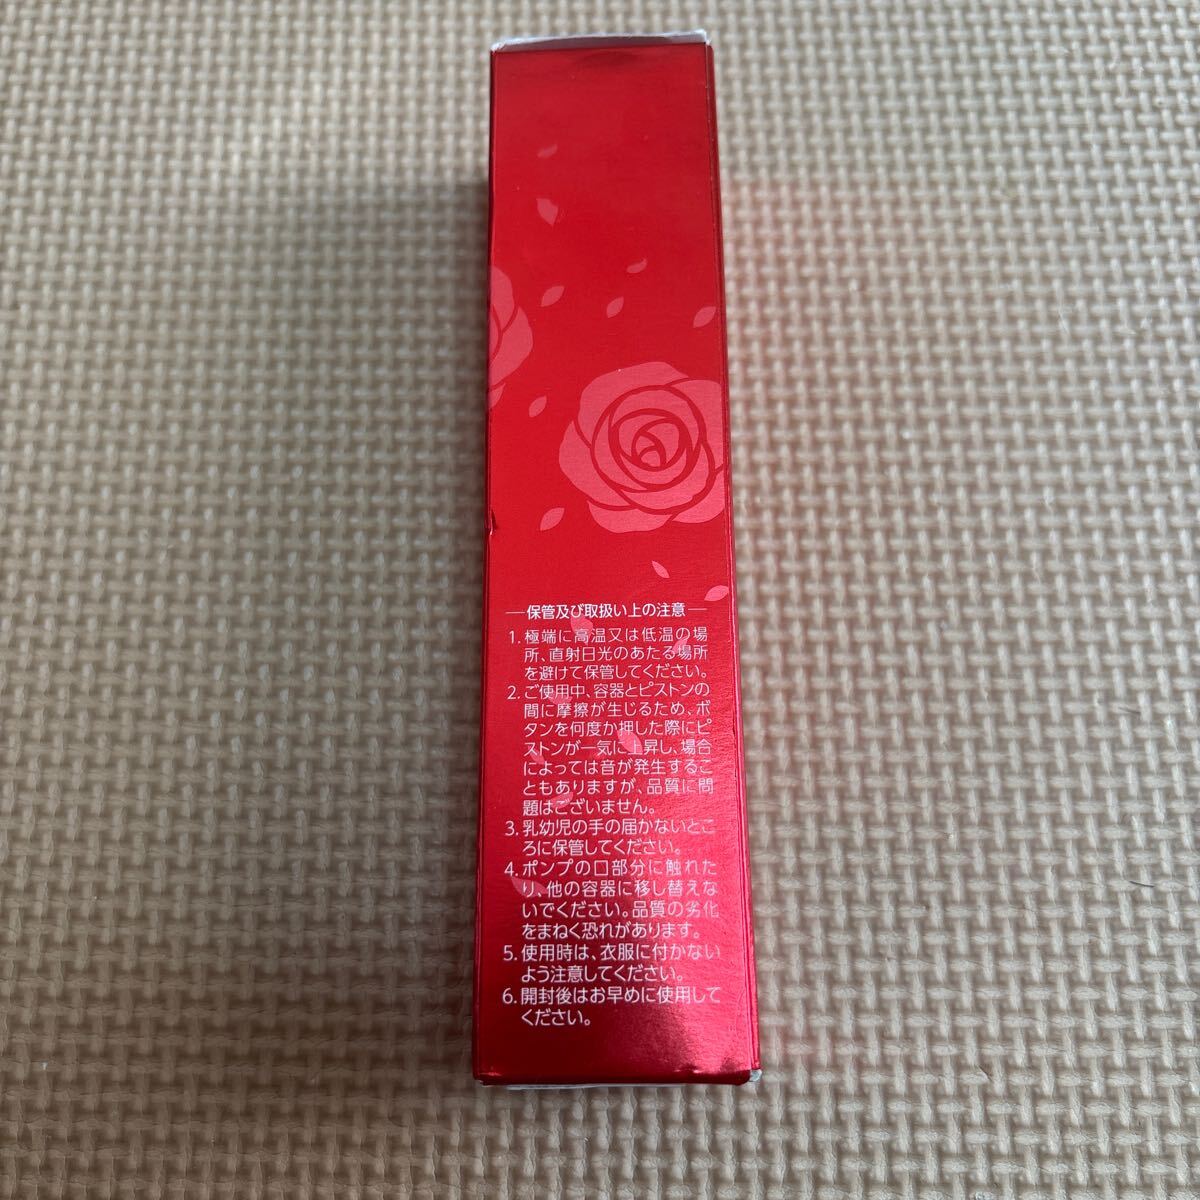 保管及び取扱い上の注意
1. 極端に高温又は低温の場
所、直射日光のあたる場所
を避けて保管してください。
2. ご使用中、容器とピストンの
間に摩擦が生じるため、ボ
タンを何度か押した際にピ
ストンが一気に上昇し、場合
によっては音が発生するこ
ともありますが、品質に問
題はございません。
3. 乳幼児の手の届かないとこ
ろに保管してください。
4. ポンプの口部分に触れた
り、他の容器に移し替えな
いでください。品質の劣化
をまねく恐れがあります。
5. 使用時は、衣服に付かない
よう注意してください。
6. 開封後はお早めに使用して
ください。